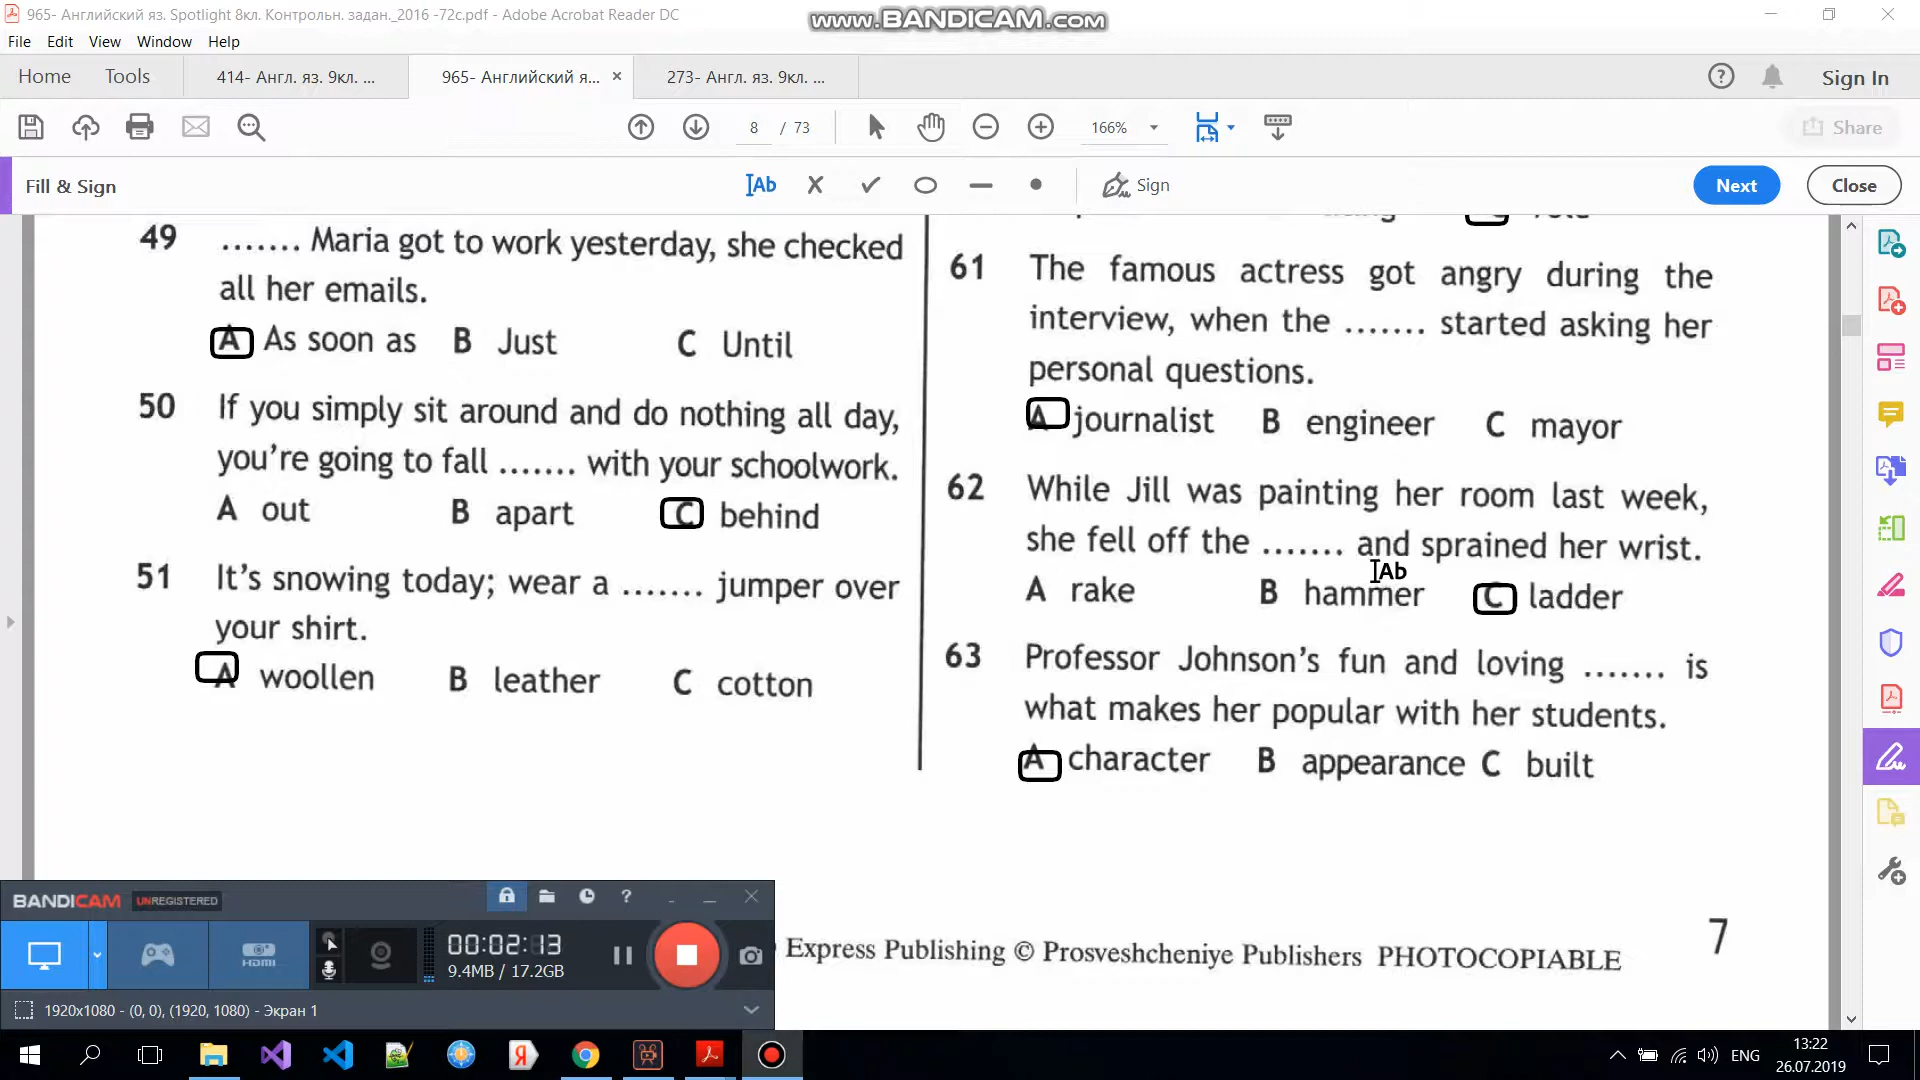 965- Английский яз. Spotlight 8кл. Контрольн. задан._2016 -72с.pdf - Adobe Acrobat Reader DC
www.BANDICAM.com
File Edit View Window Help
Home Tools 414- Англ. яз. 9кл. ... 965- Английский я... × 273- Англ. яз. 9кл. ... Sign In
8 / 73 166% Share
Fill & Sign Ab Sign Next Close
49 ....... Maria got to work yesterday, she checked
all her emails.
A As soon as B Just C Until
50 If you simply sit around and do nothing all day,
you're going to fall ....... with your schoolwork.
A out B apart C behind
51 It's snowing today; wear a ....... jumper over
your shirt.
A woollen B leather C cotton
61 The famous actress got angry during the
interview, when the ....... started asking her
personal questions.
A journalist B engineer C mayor
62 While Jill was painting her room last week,
she fell off the ....... and sprained her wrist.
Ab
A rake B hammer C ladder
63 Professor Johnson's fun and loving ....... is
what makes her popular with her students.
A character B appearance C built
Express Publishing © Prosveshcheniye Publishers PHOTOCOPIABLE
7
BANDICAM UNREGISTERED
HDMI
00:02:13
9.4MB / 17.2GB
1920x1080 - (0, 0), (1920, 1080) - Экран 1
ENG
13:22
26.07.2019